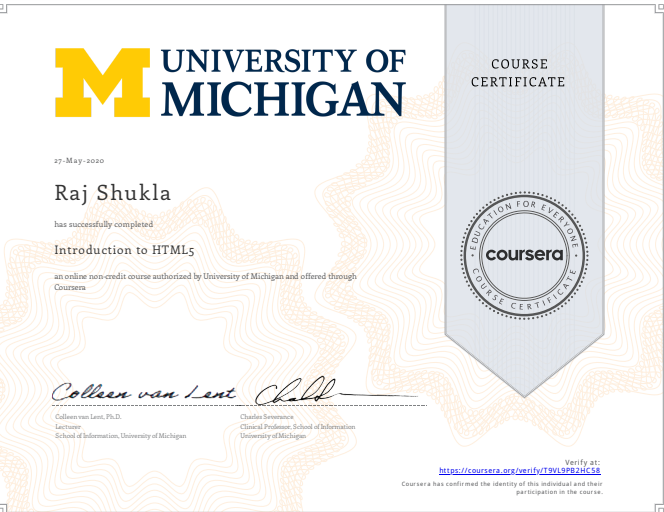 UNIVERSITY OF
MICHIGAN
COURSE
CERTIFICATE
27-May-2020
Raj Shukla
has successfully completed
Introduction to HTML5
an online non-credit course authorized by University of Michigan and offered through
Coursera
EDUCATION FOR EVERYONE
coursera
COURSE CERTIFICATE
Colleen van Lent
Colleen van Lent, Ph.D.
Lecturer
School of Information, University of Michigan
Charles Severance
Clinical Professor, School of Information
University of Michigan
Verify at:
https://coursera.org/verify/T9VL9PB2HC58
Coursera has confirmed the identity of this individual and their
participation in the course.